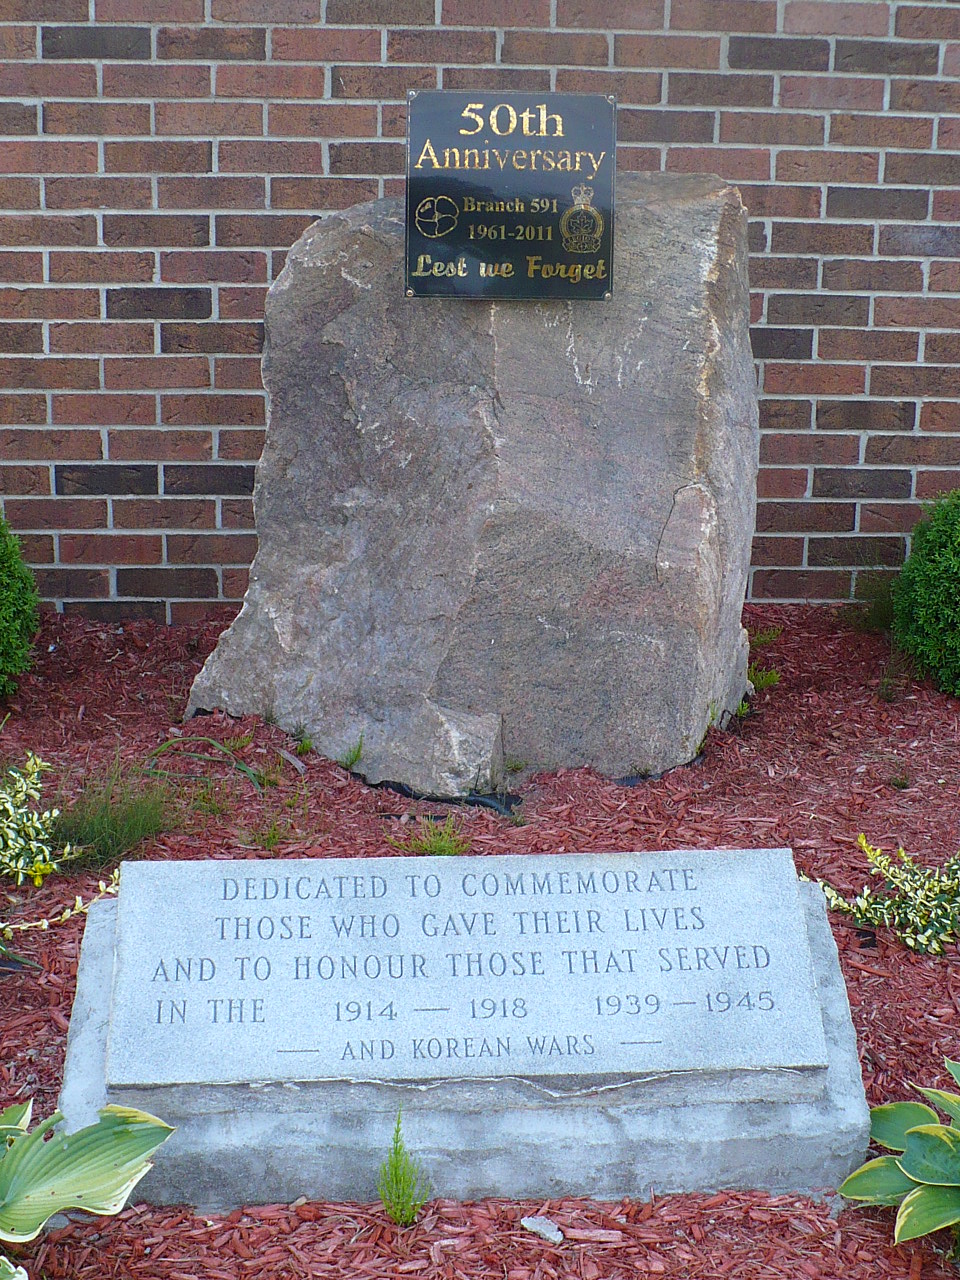 50th
Anniversary
Branch 591
1961-2011
Lest we Forget
DEDICATED TO COMMEMORATE
THOSE WHO GAVE THEIR LIVES
AND TO HONOUR THOSE THAT SERVED
IN THE 1914 — 1918 1939 — 1945
— AND KOREAN WARS —